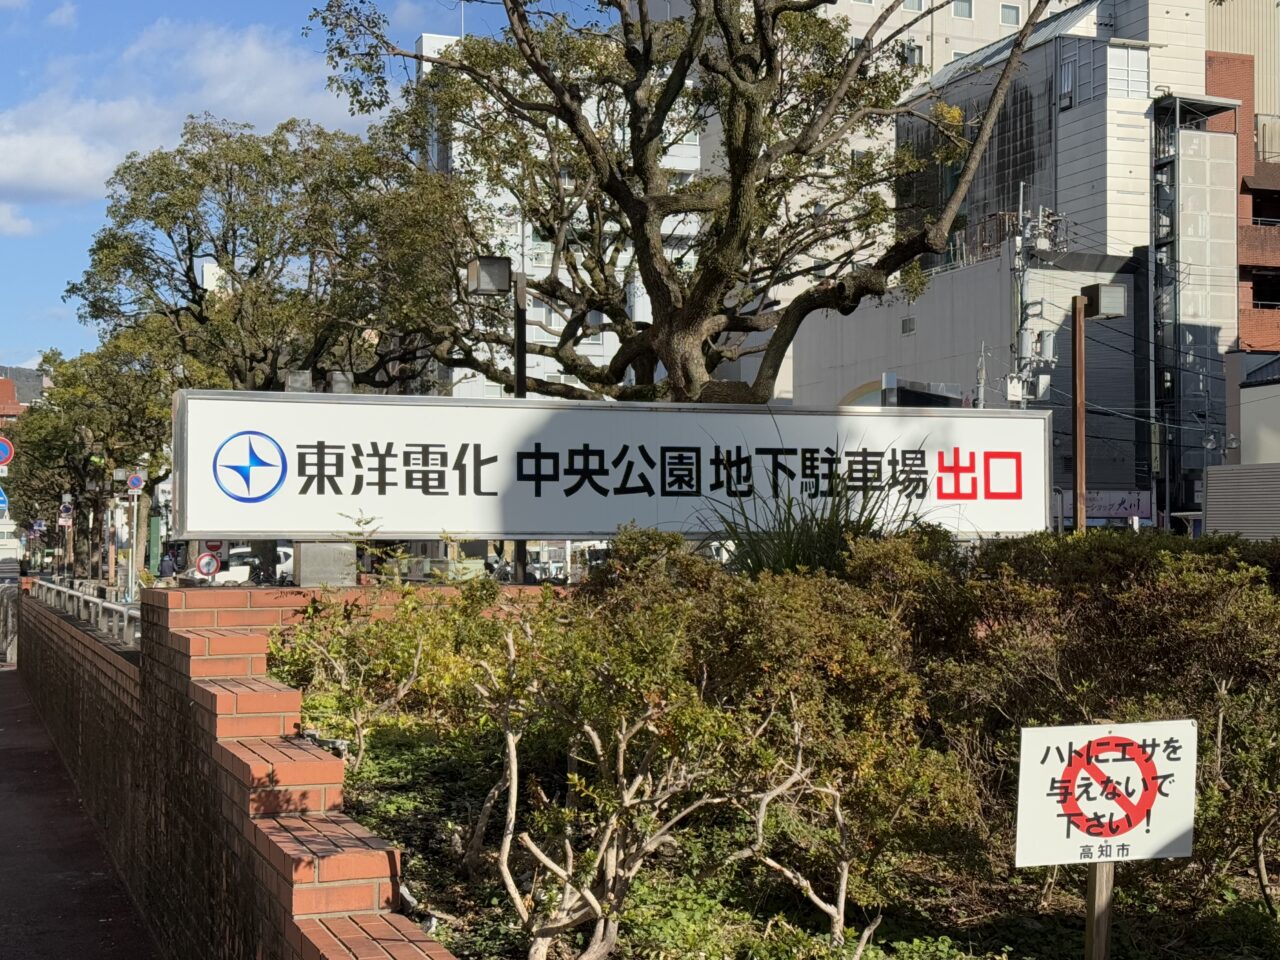 東洋電化 中央公園地下駐車場出口
ハトにエサを
与えないで
下さい!
高知市